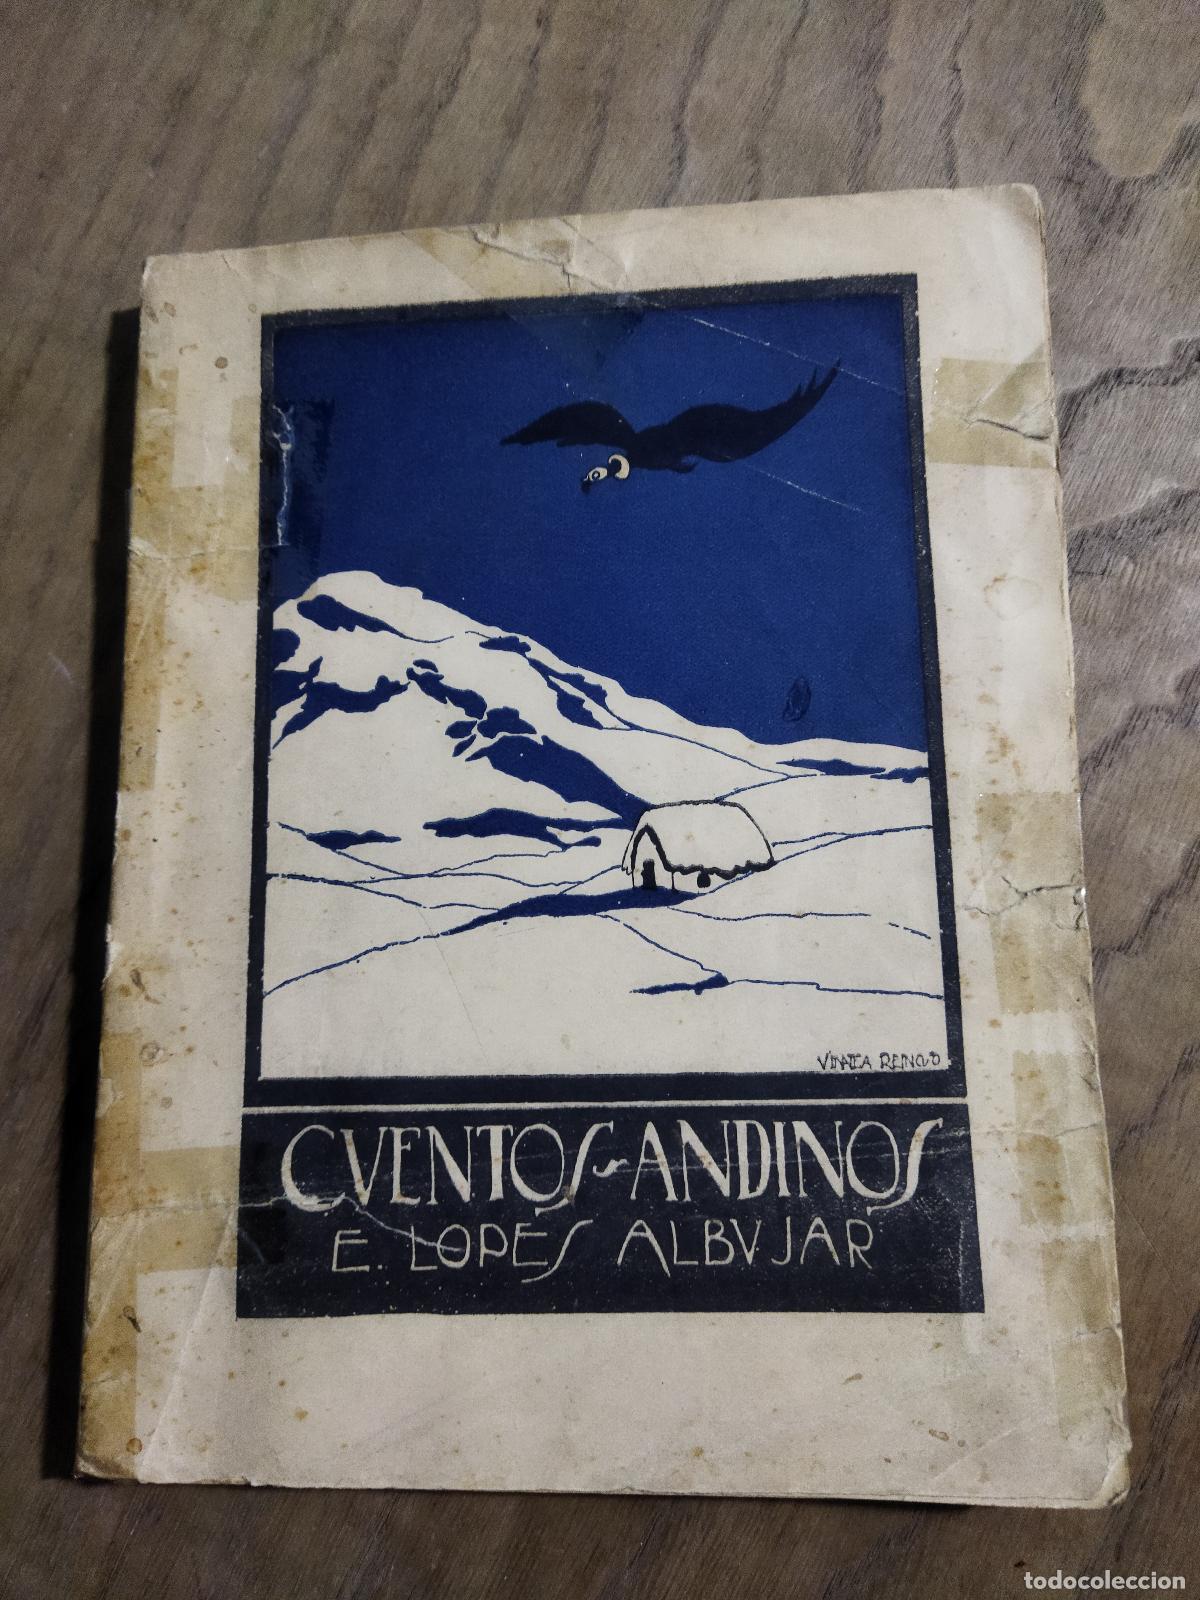 VINATEA REINOSO
CVENTOS ANDINOS
E. LOPES ALBVJAR
todocoleccion